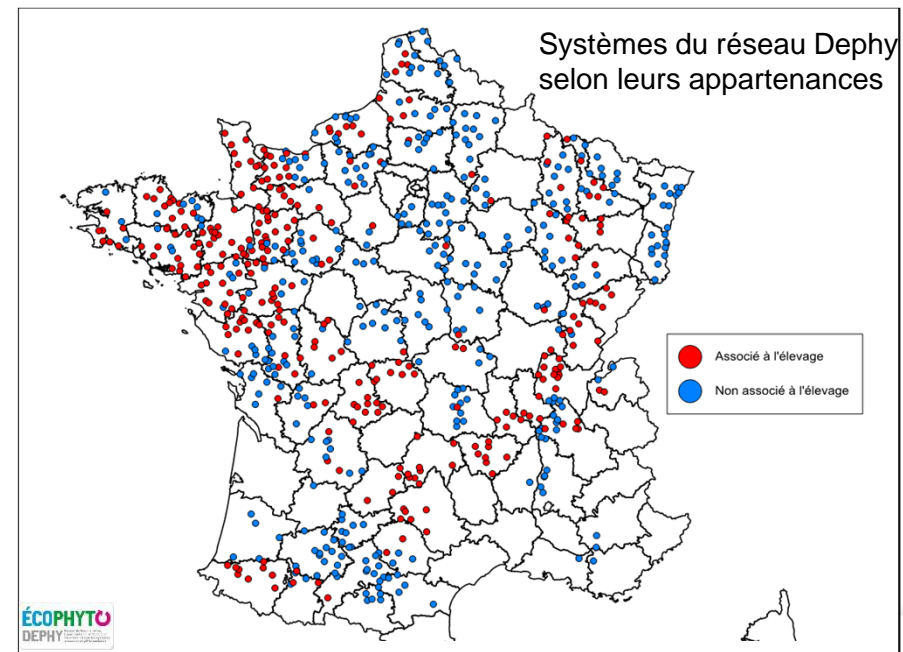 Systèmes du réseau Dephy
selon leurs appartenances
Associé à l'élevage
Non associé à l'élevage
ÉCOPHYTO
DEPHY